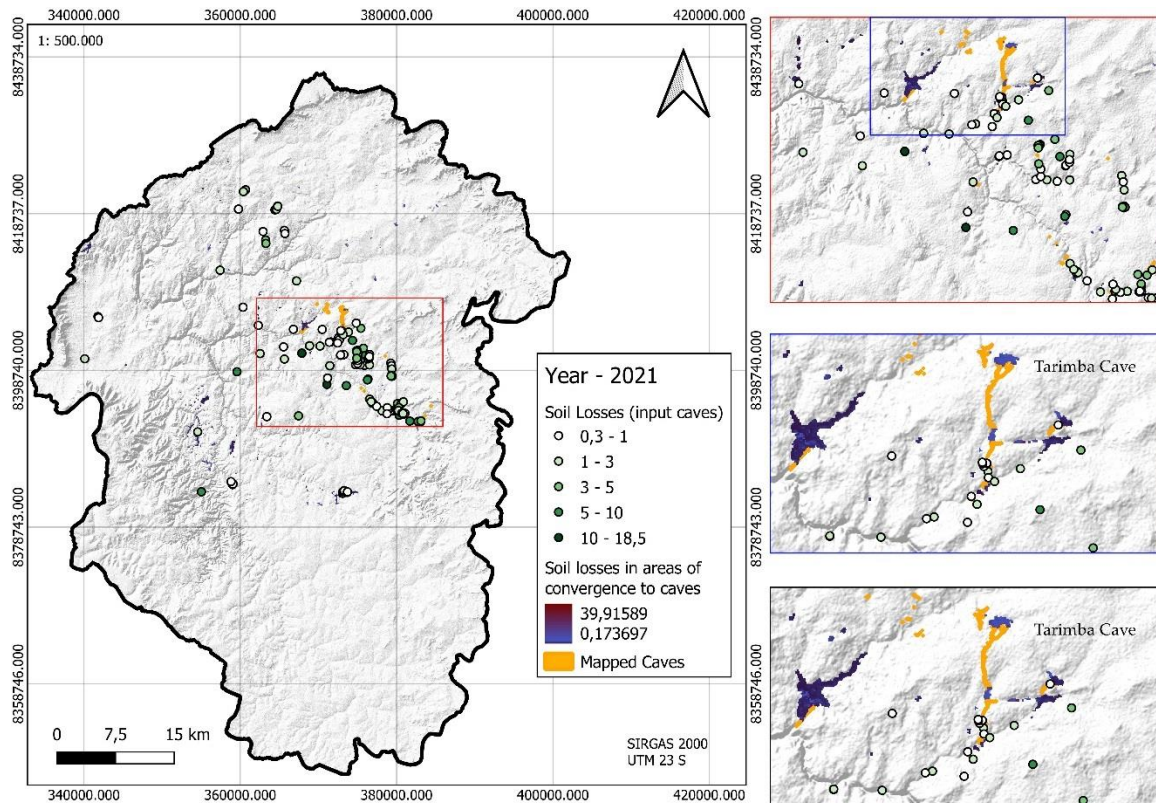 340000.000 360000.000 380000.000 400000.000 420000.000
1: 500.000
8438734.000
8418737.000
8398740.000
8378743.000
8358746.000
Year - 2021
Soil Losses (input caves)
0,3 - 1
1 - 3
3 - 5
5 - 10
10 - 18,5
Soil losses in areas of
convergence to caves
39,91589
0,173697
Mapped Caves
0 7,5 15 km
SIRGAS 2000
UTM 23 S
340000.000 360000.000 380000.000 400000.000 420000.000
8438734.000
8418737.000
8398740.000
8378743.000
8358746.000
Tarimba Cave
Tarimba Cave